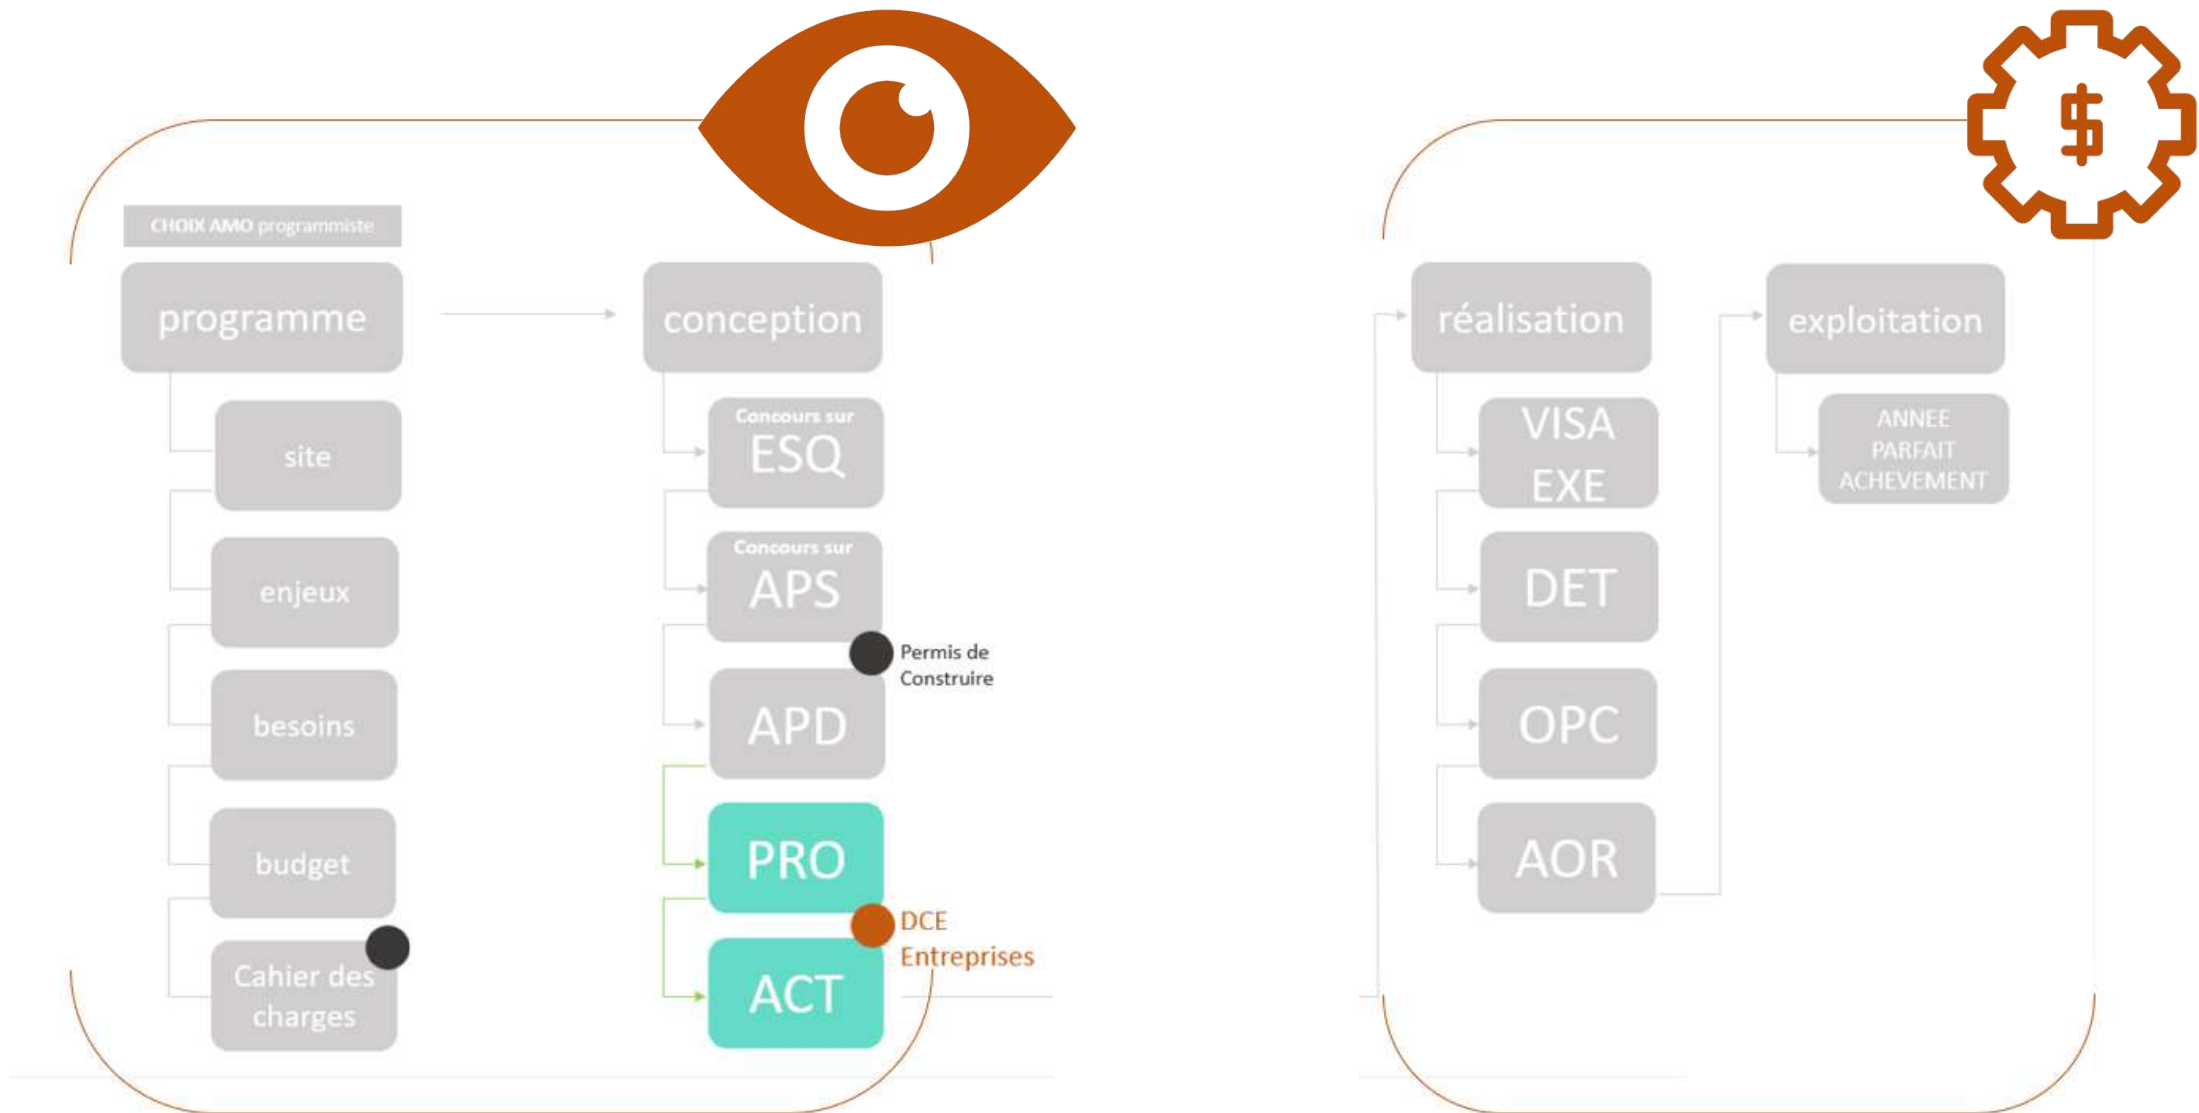 CHOIX AMO programmiste
programme
site
enjeux
besoins
budget
Cahier des
charges
conception
Concours sur
ESQ
Concours sur
APS
Permis de
Construire
APD
PRO
DCE
Entreprises
ACT
réalisation
VISA
EXE
DET
OPC
AOR
exploitation
ANNEE
PARFAIT
ACHEVEMENT
$